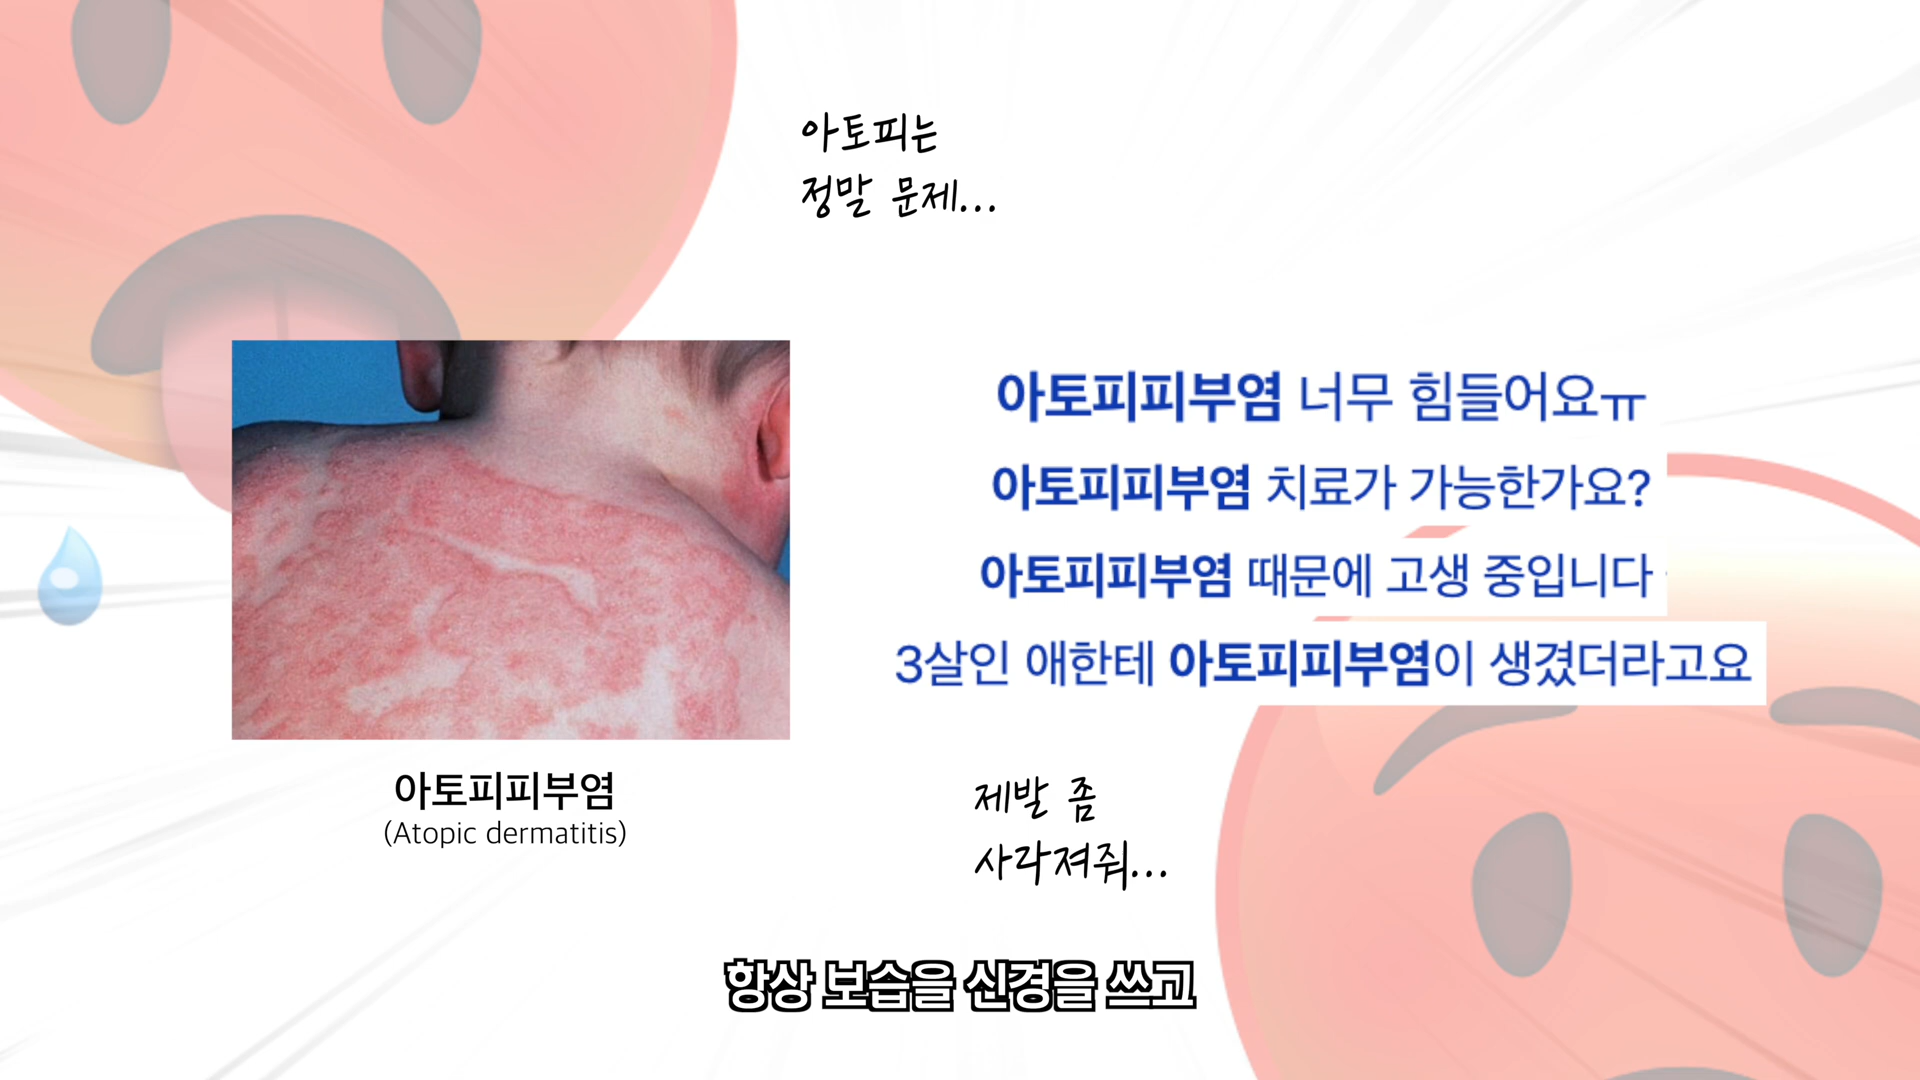 아토피는
정말 문제...
아토피피부염 너무 힘들어요ㅠ
아토피피부염 치료가 가능한가요?
아토피피부염 때문에 고생 중입니다
3살인 애한테 아토피피부염이 생겼더라고요
아토피피부염
(Atopic dermatitis)
제발 좀
사라져줘...
항상 보습을 신경을 쓰고